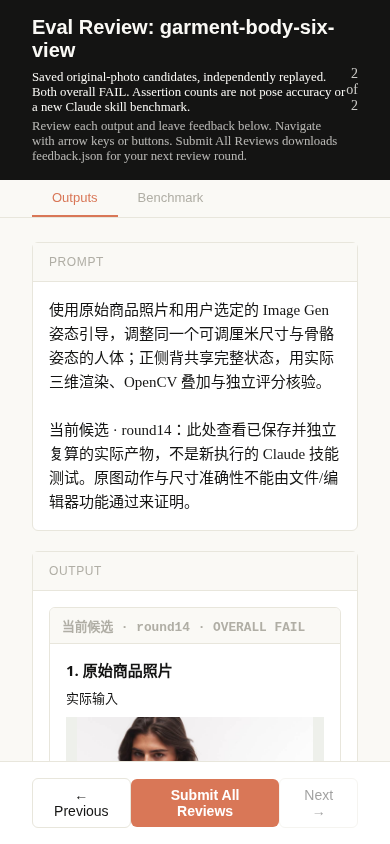 Eval Review: garment-body-six-
view
Saved original-photo candidates, independently replayed.
Both overall FAIL. Assertion counts are not pose accuracy or
a new Claude skill benchmark.
2
of
2
Review each output and leave feedback below. Navigate
with arrow keys or buttons. Submit All Reviews downloads
feedback.json for your next review round.
Outputs
Benchmark
PROMPT
使用原始商品照片和用户选定的 Image Gen
姿态引导，调整同一个可调厘米尺寸与骨骼
姿态的人体；正侧背共享完整状态，用实际
三维渲染、OpenCV 叠加与独立评分核验。
当前候选 · round14：此处查看已保存并独立
复算的实际产物，不是新执行的 Claude 技能
测试。原图动作与尺寸准确性不能由文件/编
辑器功能通过来证明。
OUTPUT
当前候选 · round14 · OVERALL FAIL
1. 原始商品照片
实际输入
←
Previous
Submit All
Reviews
Next
→